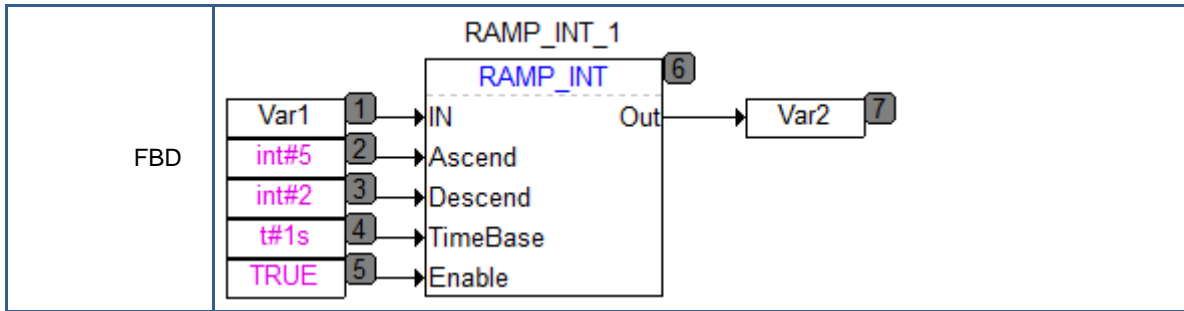 RAMP_INT_1
RAMP_INT 6
Var1 1 IN Out Var2 7
FBD int#5 2 Ascend
int#2 3 Descend
t#1s 4 TimeBase
TRUE 5 Enable